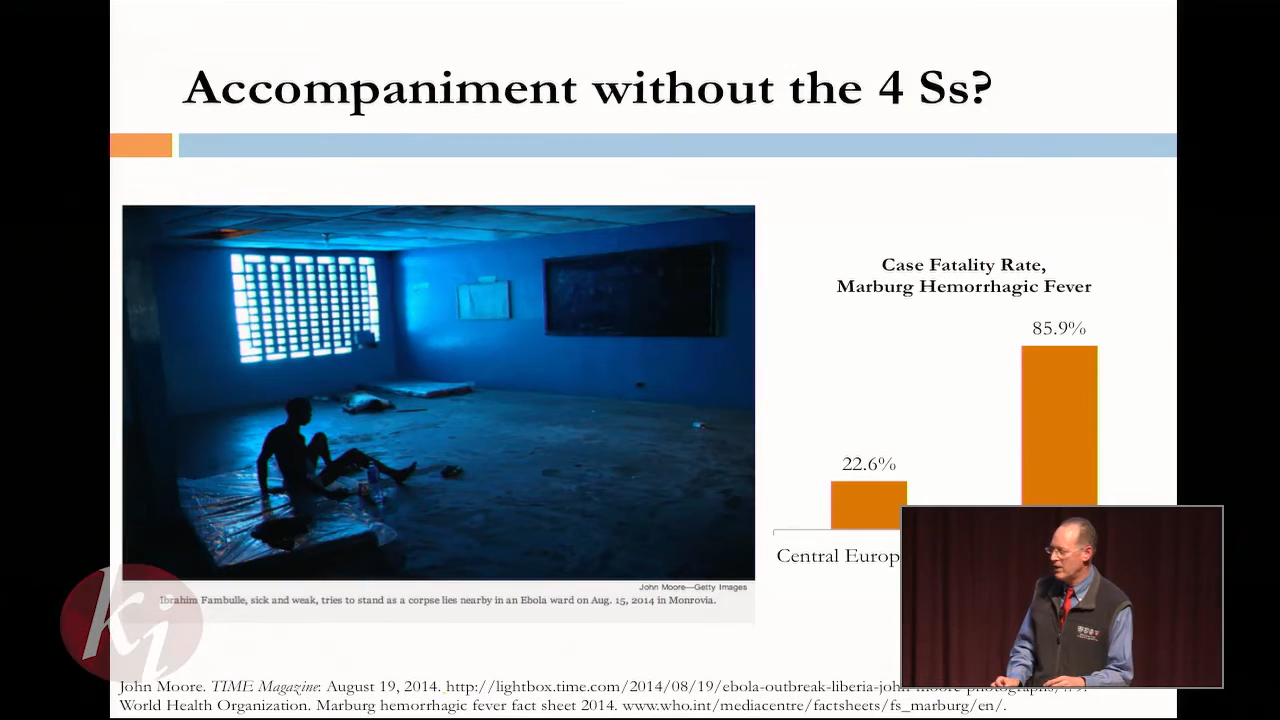 Accompaniment without the 4 Ss?
Case Fatality Rate,
Marburg Hemorrhagic Fever
85.9%
22.6%
Central Europ
John Moore—Getty Images
Ibrahim Fambulle, sick and weak, tries to stand as a corpse lies nearby in an Ebola ward on Aug. 15, 2014 in Monrovia.
ki
John Moore. TIME Magazine: August 19, 2014. http://lightbox.time.com/2014/08/19/ebola-outbreak-liberia-john-moore-photographs/
World Health Organization. Marburg hemorrhagic fever fact sheet 2014. www.who.int/mediacentre/factsheets/fs_marburg/en/.